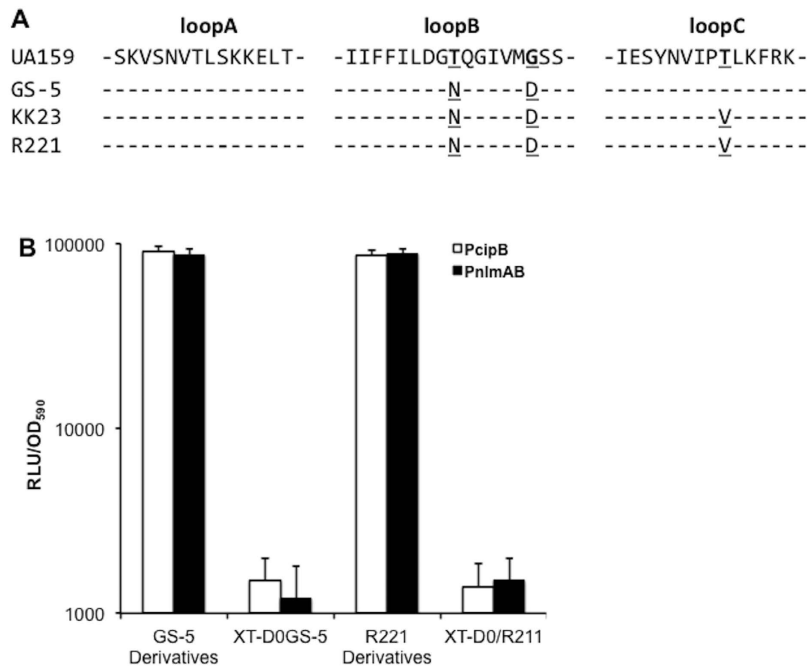 A
loopA loopB loopC
UA159 -SKVSNVTLSKKELT- -IIFFILDGTQGIVMGSS- -IESYNVIPTLKFRK-
GS-5 ---------------- --------N-----D--- ----------------
KK23 ---------------- --------N-----D--- ---------V------
R221 ---------------- --------N-----D--- ---------V------
B
100000
10000
1000
RLU/OD590
PcipB
PnlmAB
GS-5 Derivatives
XT-D0GS-5
R221 Derivatives
XT-D0/R211